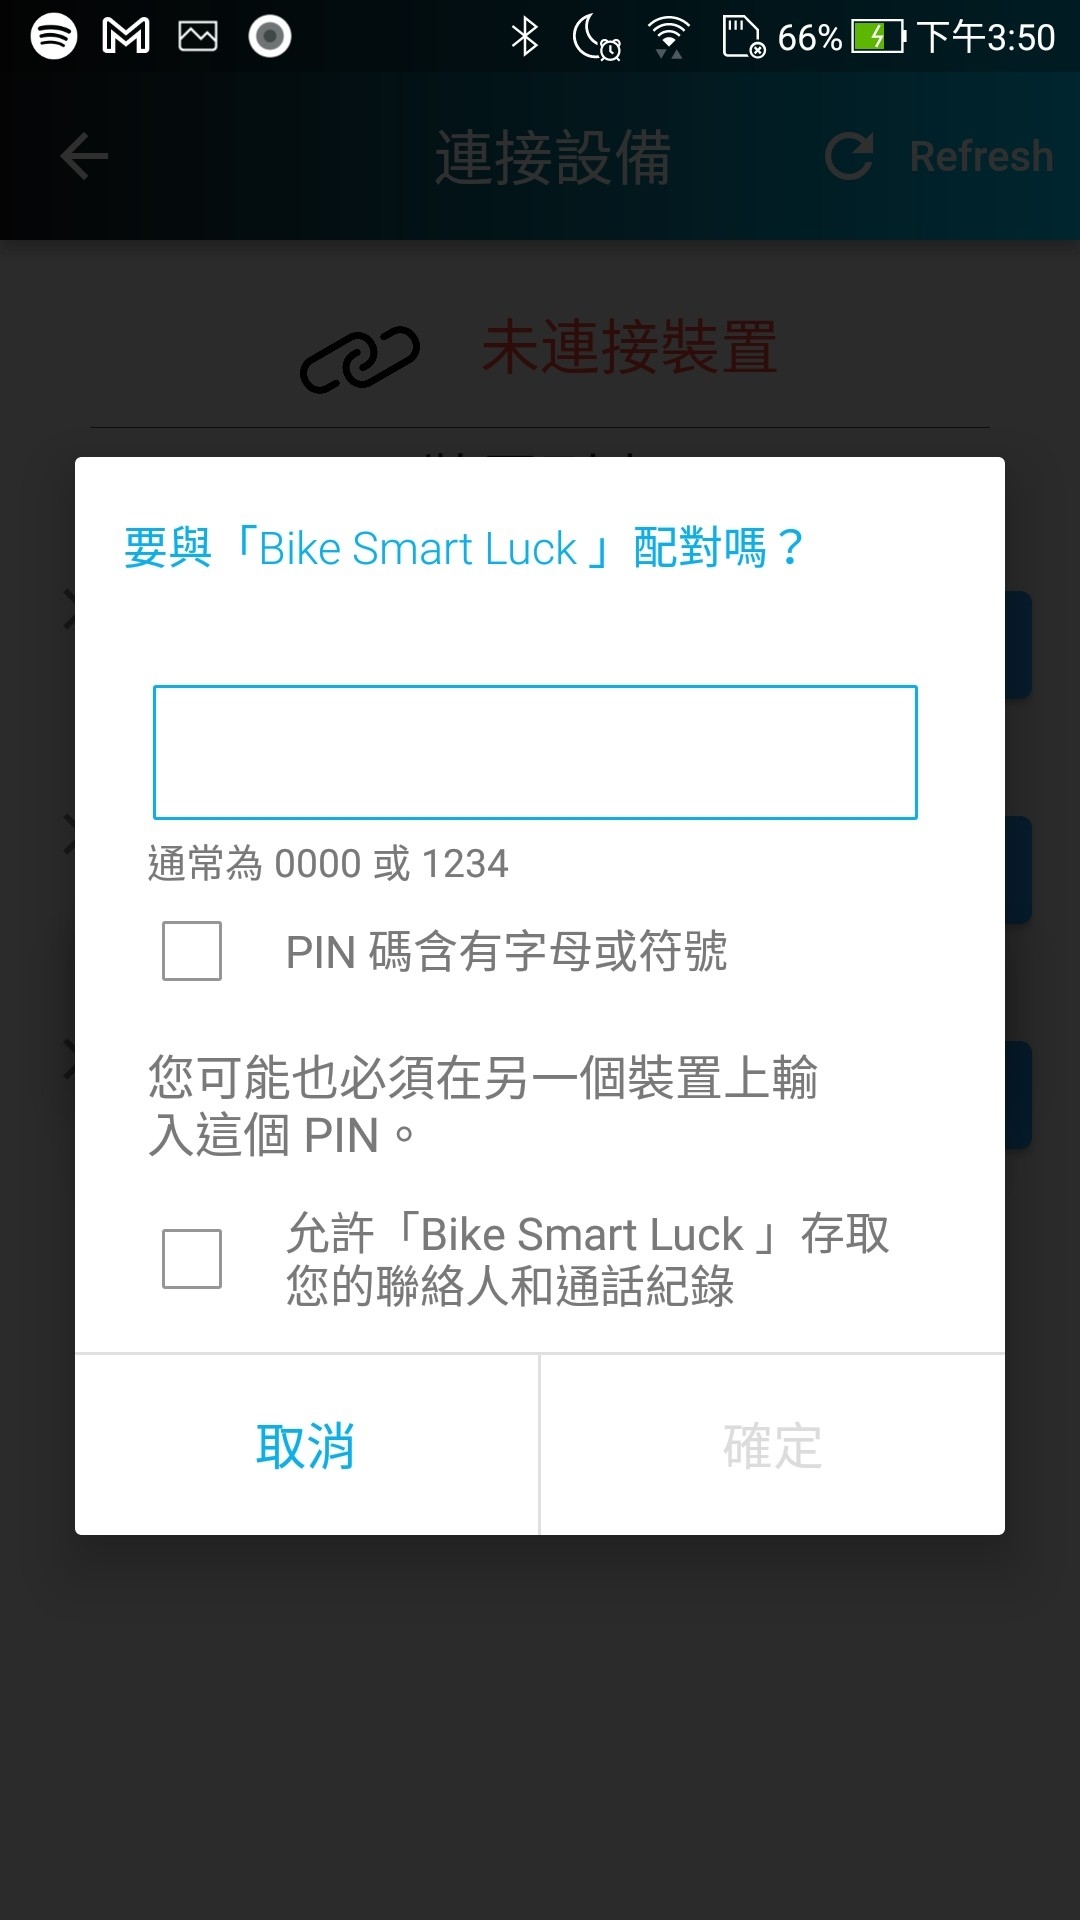 66% 下午3:50
連接設備 Refresh
未連接裝置
要與「Bike Smart Luck 」配對嗎？
通常為 0000 或 1234
PIN 碼含有字母或符號
您可能也必須在另一個裝置上輸
入這個 PIN。
允許「Bike Smart Luck 」存取
您的聯絡人和通話紀錄
取消 確定